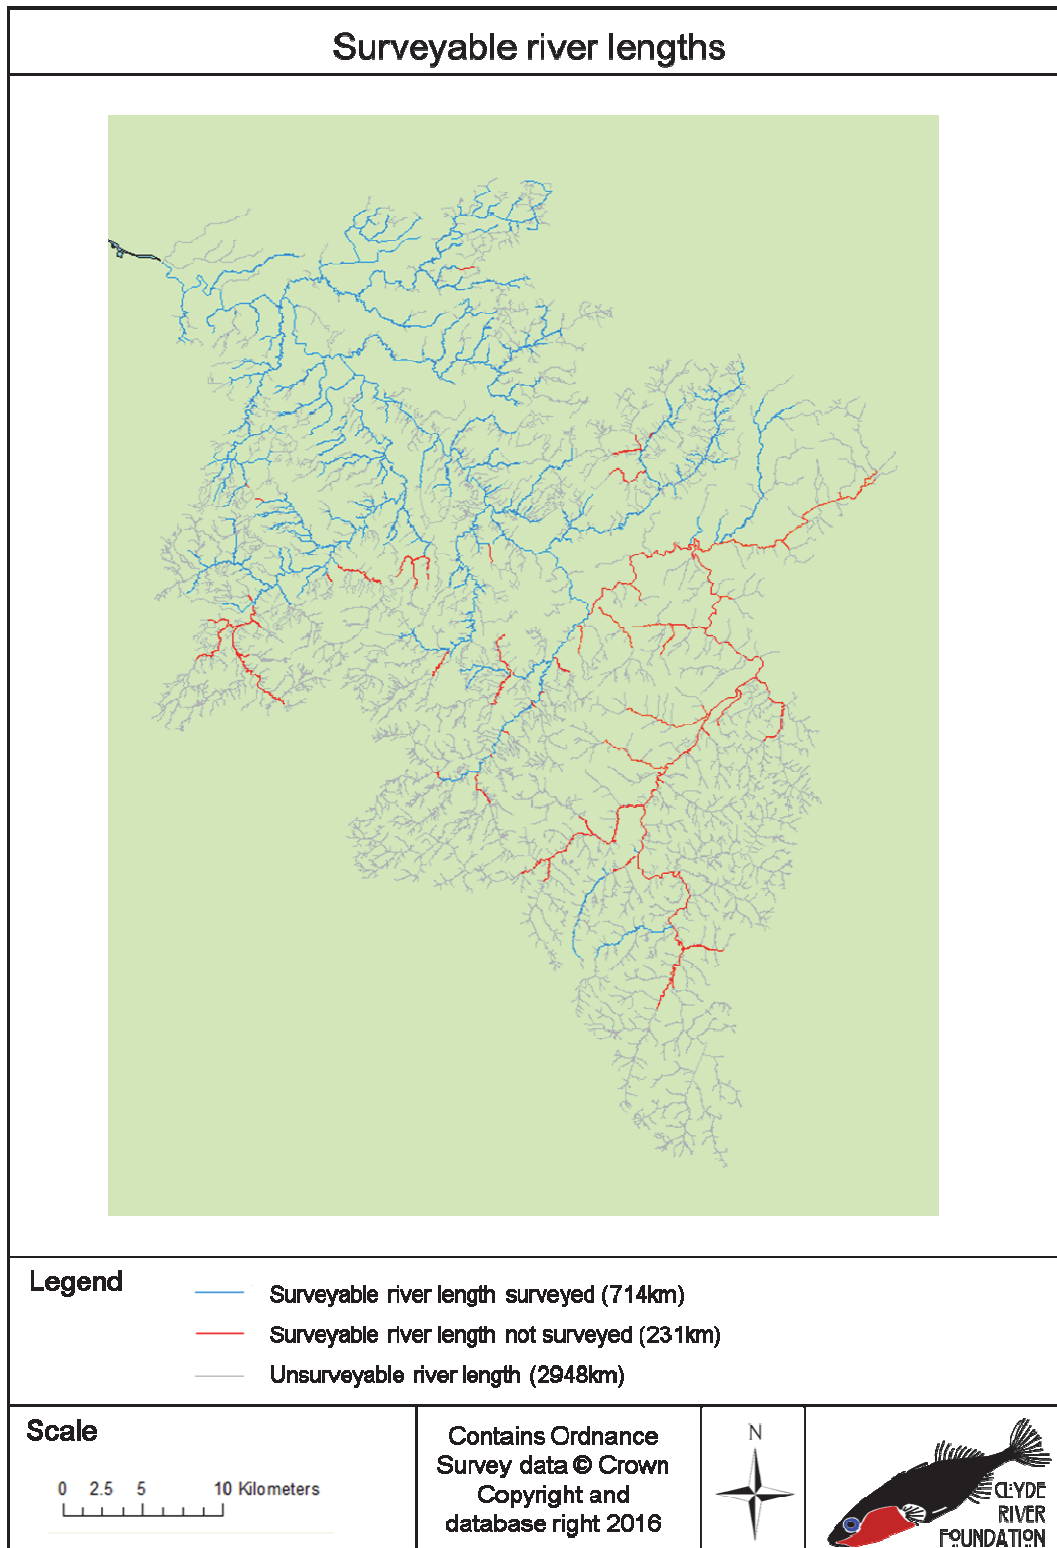 Surveyable river lengths
Legend
Surveyable river length surveyed (714km)
Surveyable river length not surveyed (231km)
Unsurveyable river length (2948km)
Scale
0 2.5 5 10 Kilometers
Contains Ordnance
Survey data © Crown
Copyright and
database right 2016
N
CLYDE
RIVER
FOUNDATION